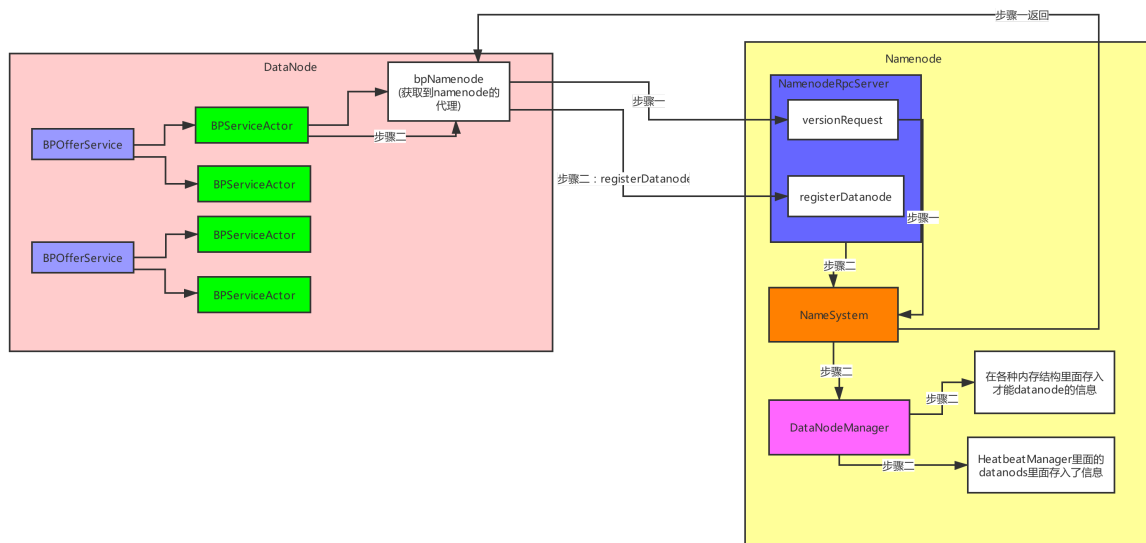 步骤一返回
DataNode
Namenode
bpNamenode
(获取到namenode的
代理)
NamenodeRpcServer
步骤一
versionRequest
BPServiceActor
步骤二
BPOfferService
BPServiceActor
步骤二：registerDatanode
registerDatanode
步骤一
BPServiceActor
BPOfferService
步骤二
BPServiceActor
NameSystem
步骤二
在各种内存结构里面存入
才能datanode的信息
步骤二
DataNodeManager
HeatbeatManager里面的
datanods里面存入了信息
步骤二